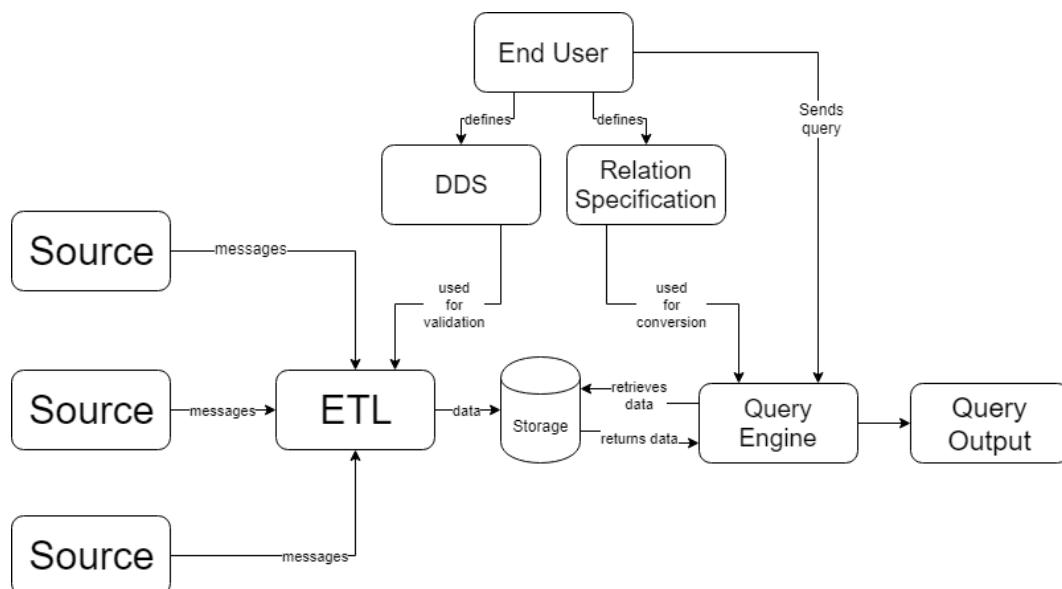 End User
defines
defines
Sends
query
DDS
Relation
Specification
Source
messages
used
for
validation
used
for
conversion
Source
messages
ETL
data
Storage
retrieves
data
returns data
Query
Engine
Query
Output
Source
messages